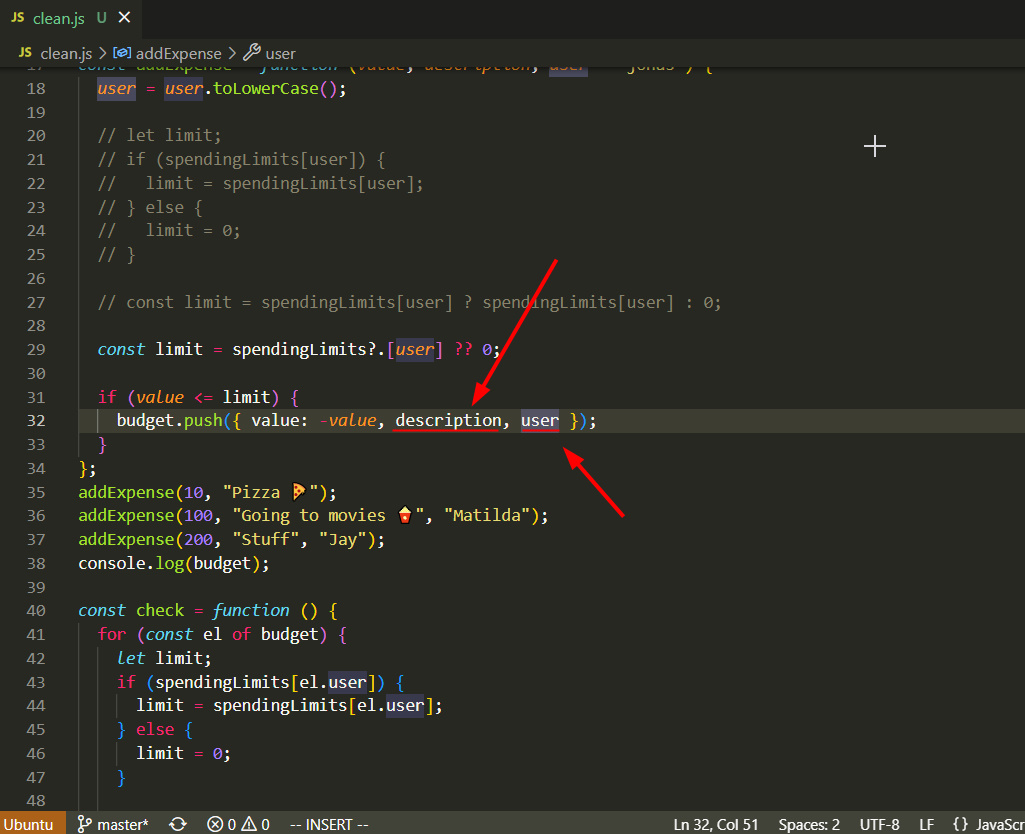 JS clean.js U
JS clean.js > addExpense > user
17 const addExpense = function (value, description, user = "jonas") {
18 user = user.toLowerCase();
19
20 // let limit;
21 // if (spendingLimits[user]) {
22 //   limit = spendingLimits[user];
23 // } else {
24 //   limit = 0;
25 // }
26
27 // const limit = spendingLimits[user] ? spendingLimits[user] : 0;
28
29 const limit = spendingLimits?.[user] ?? 0;
30
31 if (value <= limit) {
32 budget.push({ value: -value, description, user });
33 }
34 };
35 addExpense(10, "Pizza 🍕");
36 addExpense(100, "Going to movies 🍿", "Matilda");
37 addExpense(200, "Stuff", "Jay");
38 console.log(budget);
39
40 const check = function () {
41 for (const el of budget) {
42 let limit;
43 if (spendingLimits[el.user]) {
44 limit = spendingLimits[el.user];
45 } else {
46 limit = 0;
47 }
48
Ubuntu master* 0 0 -- INSERT -- Ln 32, Col 51 Spaces: 2 UTF-8 LF {} JavaScr